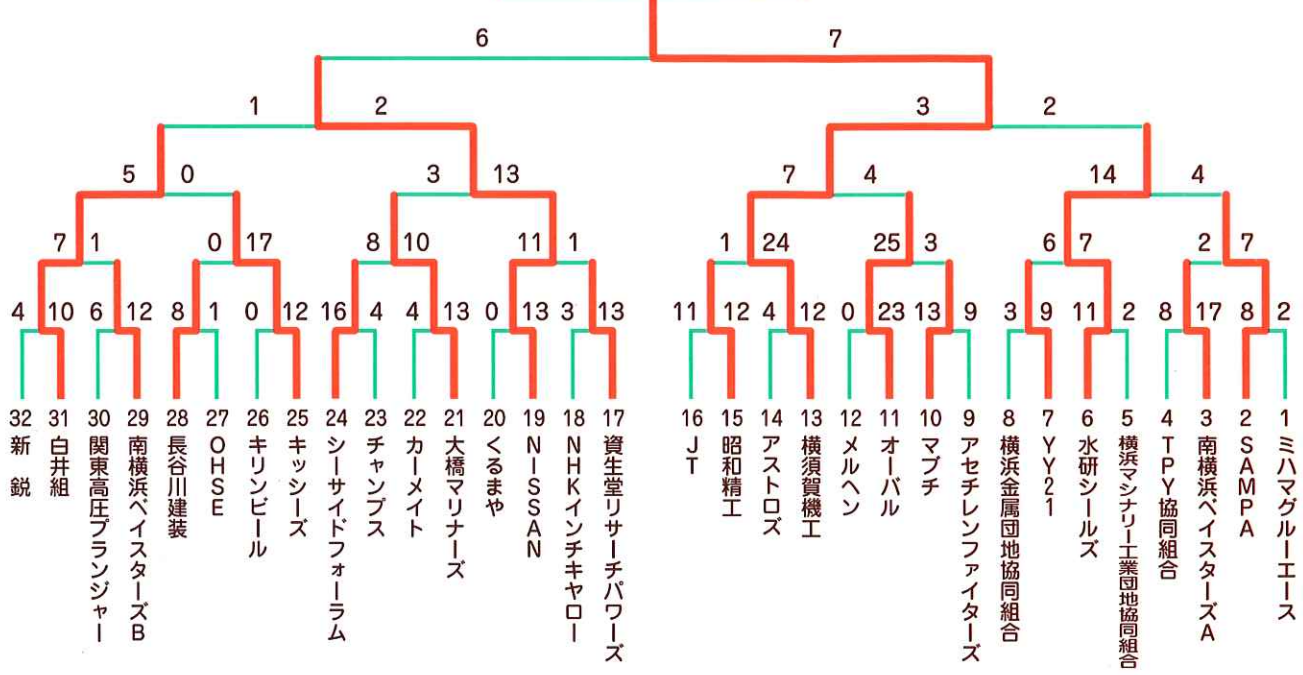 6 7
1 2 3 2
5 0 3 13 7 4 14 4
7 1 0 17 8 10 11 1 1 24 25 3 6 7 2 7
4 10 6 12 8 1 0 12 16 4 4 13 0 13 3 13 11 12 4 12 0 23 13 9 3 9 11 2 8 17 8 2
32 新鋭
31 白井組
30 関東高圧プランジャー
29 南横浜ベイスターズB
28 長谷川建装
27 OHSE
26 キリンビール
25 キッシーズ
24 シーサイドフォーラム
23 チャンプス
22 カーメイト
21 大橋マリナーズ
20 くるまや
19 NISSAN
18 NHKインチキヤロー
17 資生堂リサーチパワーズ
16 JT
15 昭和精工
14 アストロズ
13 横須賀機工
12 メルヘン
11 オーバル
10 マブチ
9 アセチレンファイターズ
8 横浜金属団地協同組合
7 YY21
6 水研シールズ
5 横浜マシナリー工業団地協同組合
4 TPY協同組合
3 南横浜ベイスターズA
2 SAMPA
1 ミハマグルーエース